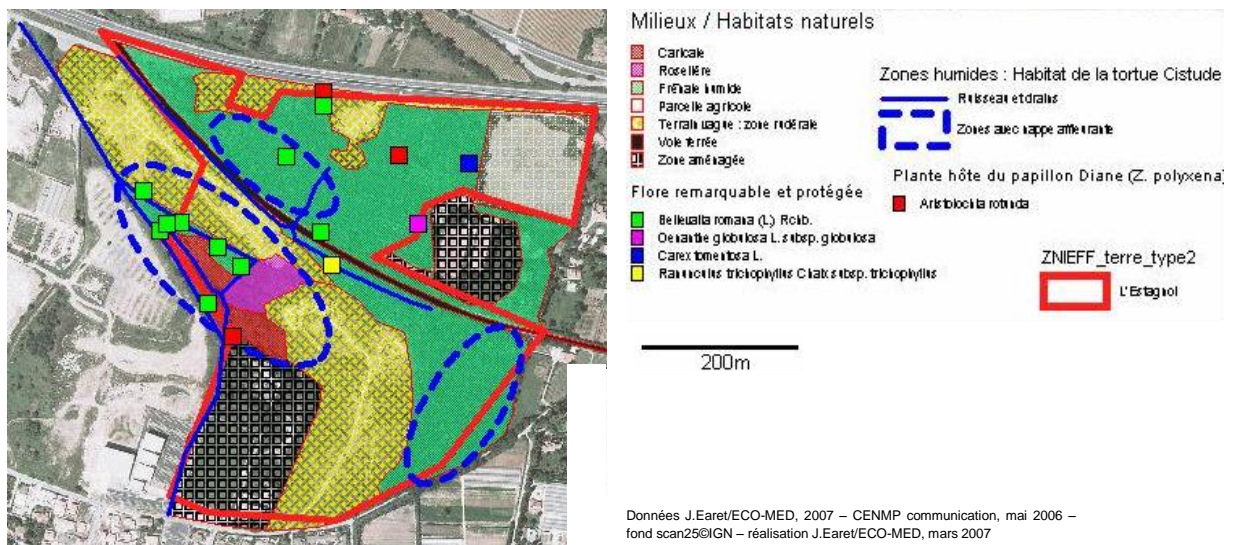 Milieux / Habitats naturels
Caricaie
Roselière
Frênaie humide
Parcelle agricole
Terrain vague : zone rudérale
Voie ferrée
Zone aménagée
Flore remarquable et protégée
Bellevalia romana (L.) Rchb.
Oenanthe globulosa L. subsp. globulosa
Carex tomentosa L.
Ranunculus trichophyllus Chaix subsp. trichophyllus
Zones humides : Habitat de la tortue Cistude
Ruisseau et drains
Zones avec nappe affleurante
Plante hôte du papillon Diane (Z. polyxena)
Aristolochia rotunda
ZNIEFF_terre_type2
L'Estagnol
200m
Données J.Earet/ECO-MED, 2007 – CENMP communication, mai 2006 –
fond scan25©IGN – réalisation J.Earet/ECO-MED, mars 2007